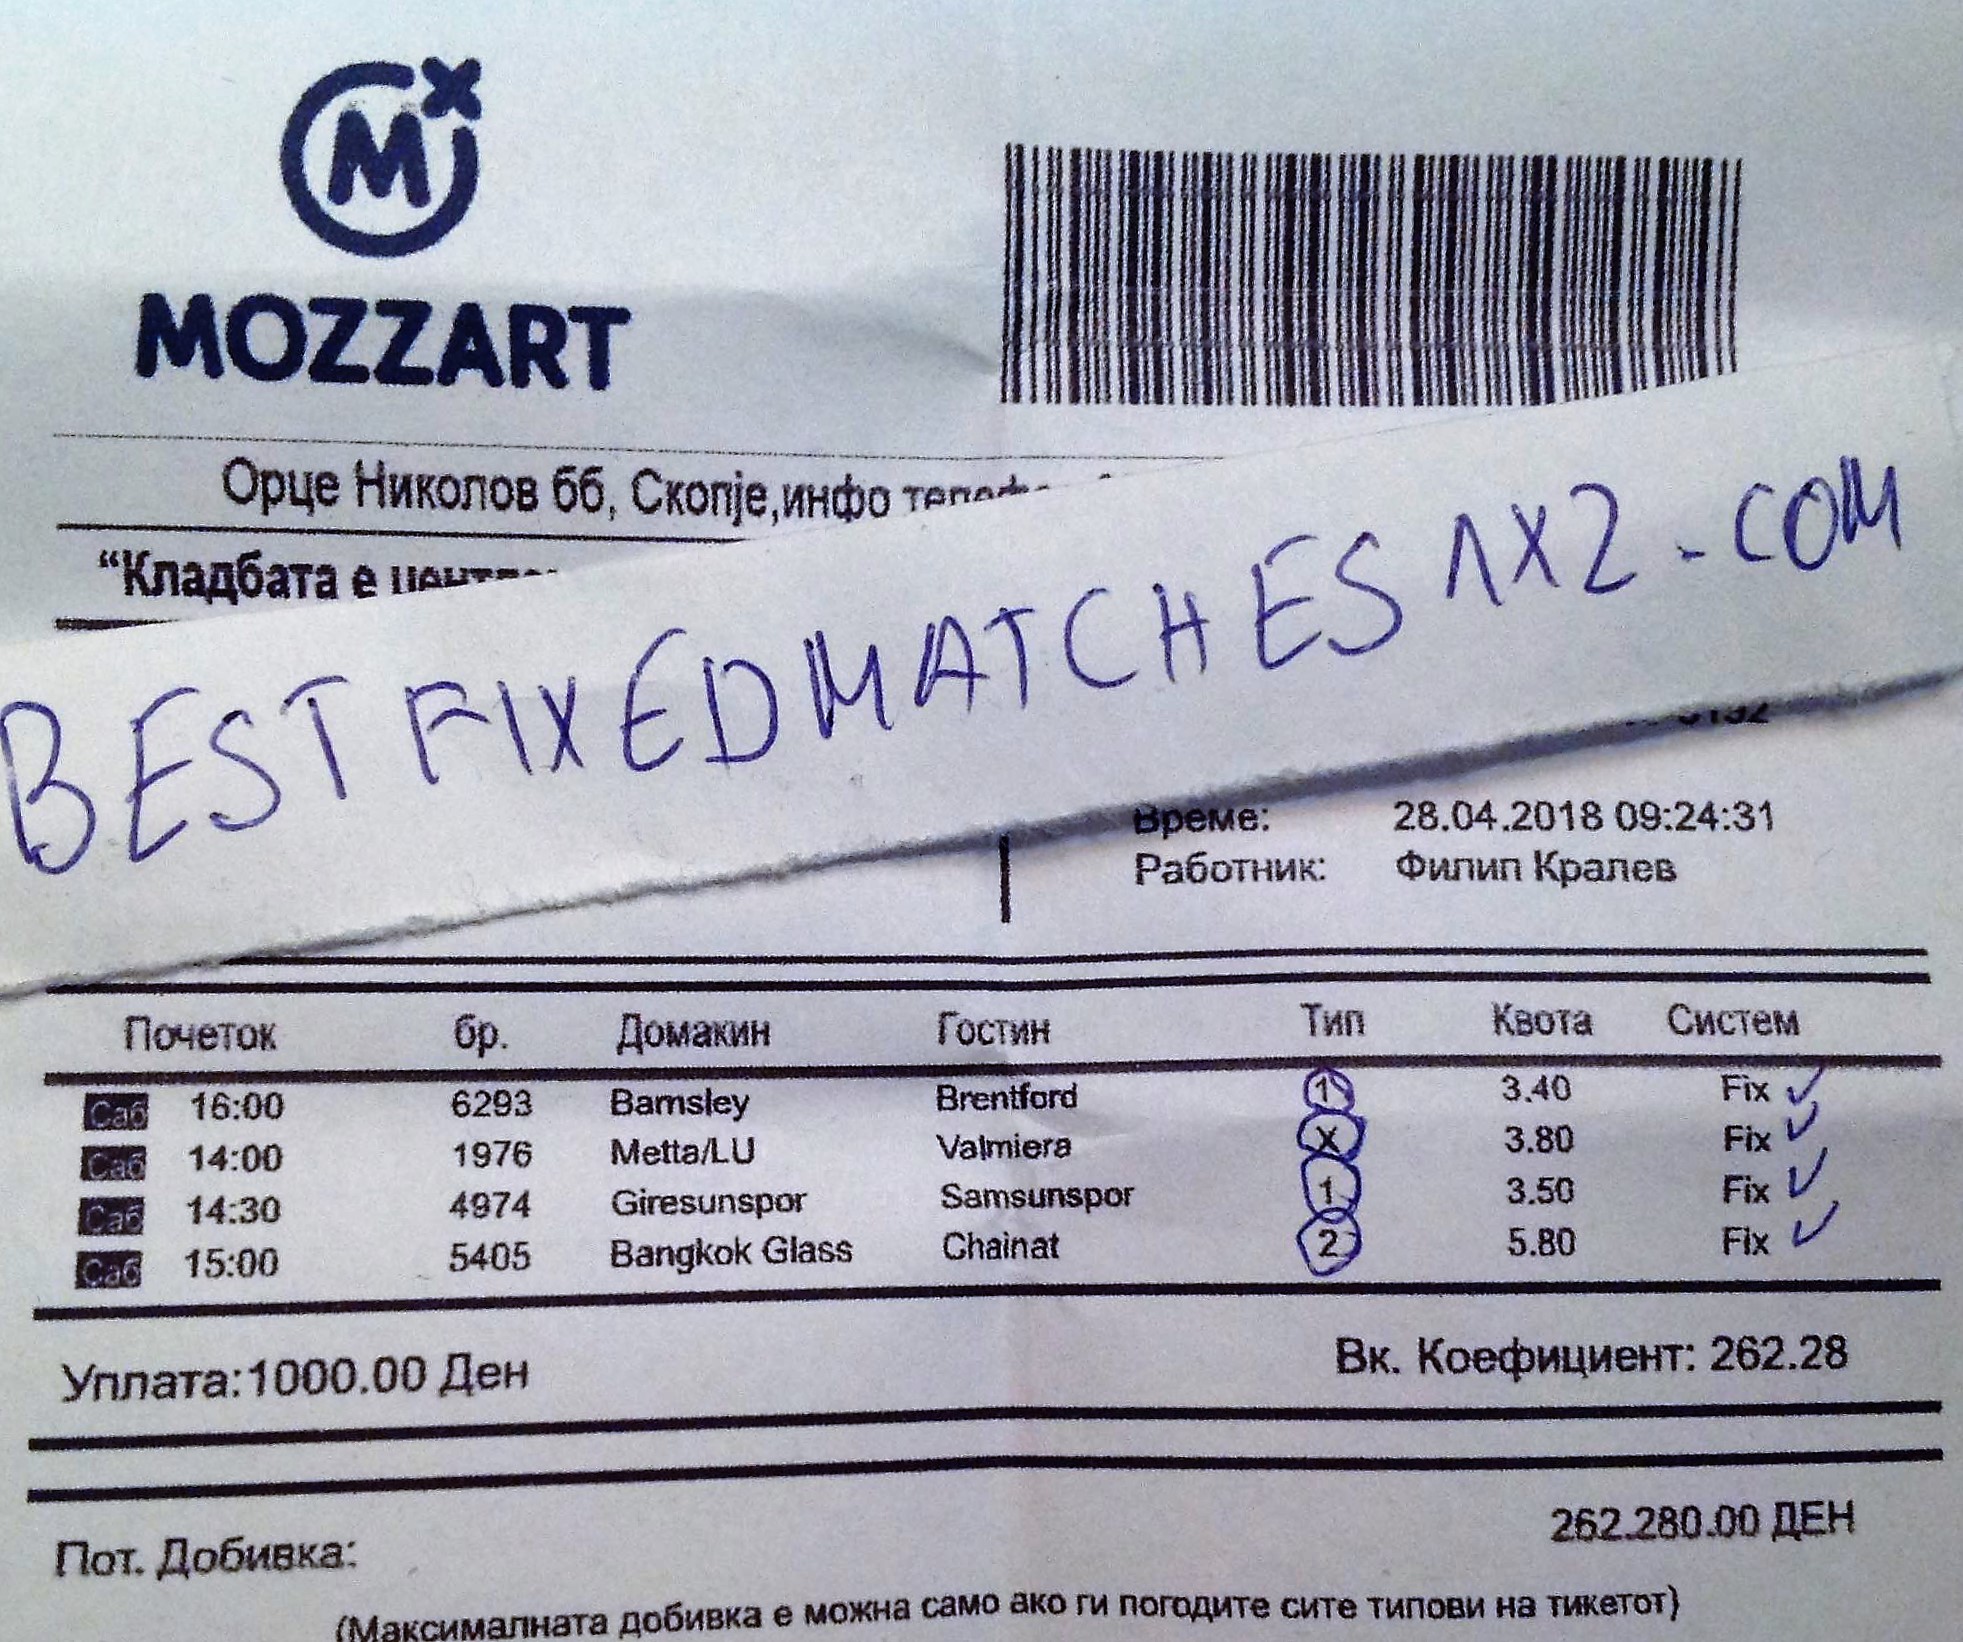 MX
MOZZART
Орце Николов бб, Скопје,инфо
“Кладбата е
BESTFIXEDMATCHES1X2.COM
Време: 28.04.2018 09:24:31
Работник: Филип Кралев
Почеток бр. Домакин Гостин Тип Квота Систем
Саб 16:00 6293 Barnsley Brentford 1 3.40 Fix ✓
Саб 14:00 1976 Metta/LU Valmiera X 3.80 Fix ✓
Саб 14:30 4974 Giresunspor Samsunspor 1 3.50 Fix ✓
Саб 15:00 5405 Bangkok Glass Chainat 2 5.80 Fix ✓
Уплата:1000.00 Ден Вк. Коефициент: 262.28
Пот. Добивка: 262.280.00 ДЕН
(Максималната добивка е можна само ако ги погодите сите типови на тикетот)